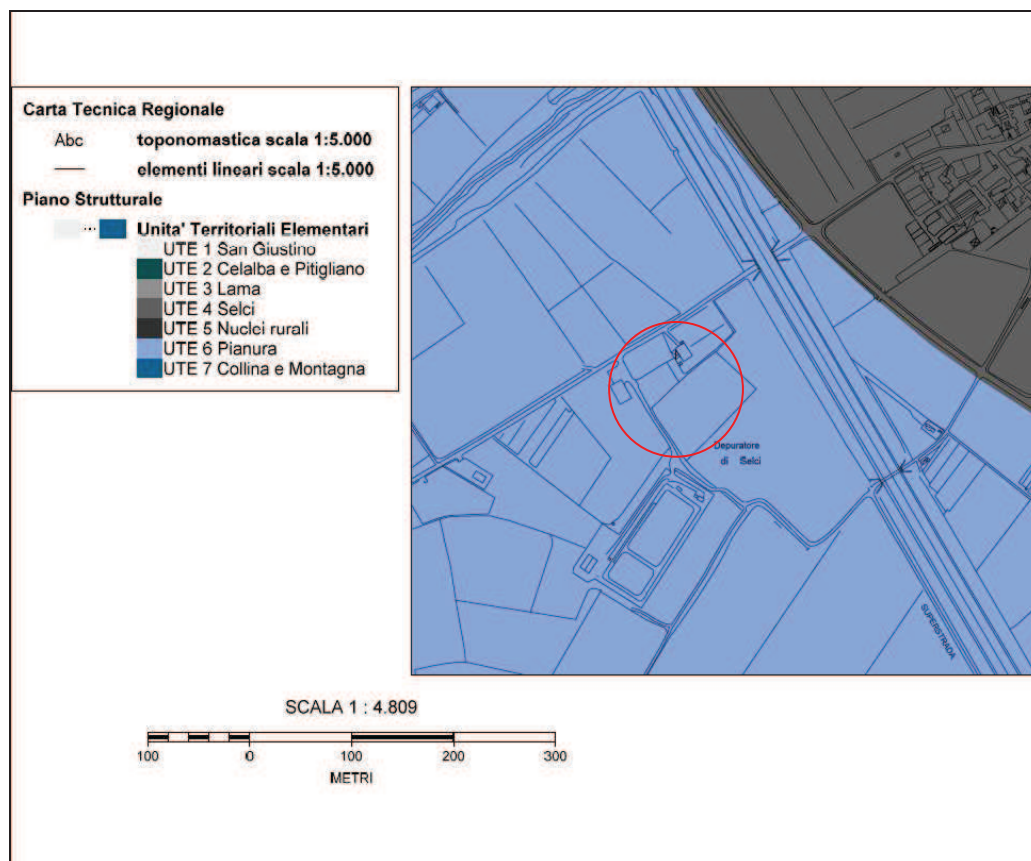 Carta Tecnica Regionale
Abc toponomastica scala 1:5.000
elementi lineari scala 1:5.000
Piano Strutturale
Unita' Territoriali Elementari
UTE 1 San Giustino
UTE 2 Celalba e Pitigliano
UTE 3 Lama
UTE 4 Selci
UTE 5 Nuclei rurali
UTE 6 Pianura
UTE 7 Collina e Montagna
Depuratore
di Selci
SUPERSTRADA
SCALA 1 : 4.809
100 0 100 200 300
METRI